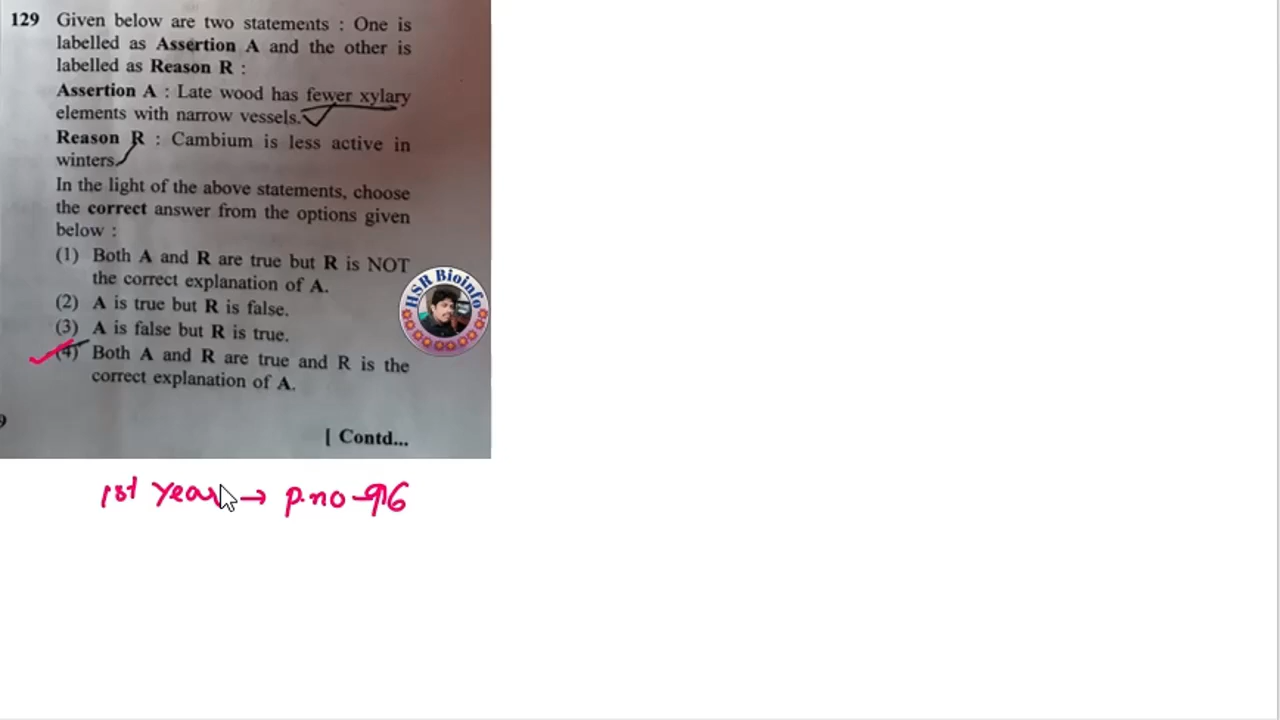 129 Given below are two statements : One is
labelled as Assertion A and the other is
labelled as Reason R :
Assertion A : Late wood has fewer xylary
elements with narrow vessels.
Reason R : Cambium is less active in
winters.
In the light of the above statements, choose
the correct answer from the options given
below :
(1) Both A and R are true but R is NOT
the correct explanation of A.
(2) A is true but R is false.
(3) A is false but R is true.
(4) Both A and R are true and R is the
correct explanation of A.
9
[ Contd...
HSR Bioinfo
1st Year → P.no - 96